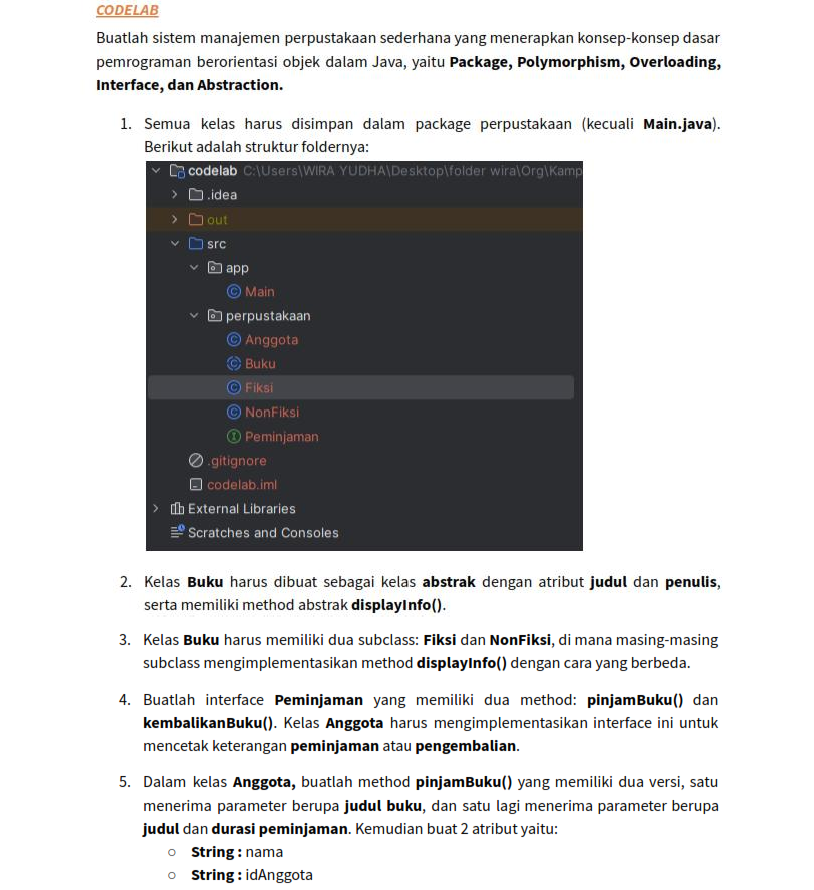 CODELAB
Buatlah sistem manajemen perpustakaan sederhana yang menerapkan konsep-konsep dasar
pemrograman berorientasi objek dalam Java, yaitu Package, Polymorphism, Overloading,
Interface, dan Abstraction.
1. Semua kelas harus disimpan dalam package perpustakaan (kecuali Main.java).
Berikut adalah struktur foldernya:
codelab C:\Users\WIRA YUDHA\Desktop\folder wira\Org\Kamp
.idea
out
src
app
Main
perpustakaan
Anggota
Buku
Fiksi
NonFiksi
Peminjaman
.gitignore
codelab.iml
External Libraries
Scratches and Consoles
2. Kelas Buku harus dibuat sebagai kelas abstrak dengan atribut judul dan penulis,
serta memiliki method abstrak displayInfo().
3. Kelas Buku harus memiliki dua subclass: Fiksi dan NonFiksi, di mana masing-masing
subclass mengimplementasikan method displayInfo() dengan cara yang berbeda.
4. Buatlah interface Peminjaman yang memiliki dua method: pinjamBuku() dan
kembalikanBuku(). Kelas Anggota harus mengimplementasikan interface ini untuk
mencetak keterangan peminjaman atau pengembalian.
5. Dalam kelas Anggota, buatlah method pinjamBuku() yang memiliki dua versi, satu
menerima parameter berupa judul buku, dan satu lagi menerima parameter berupa
judul dan durasi peminjaman. Kemudian buat 2 atribut yaitu:
○ String : nama
○ String : idAnggota